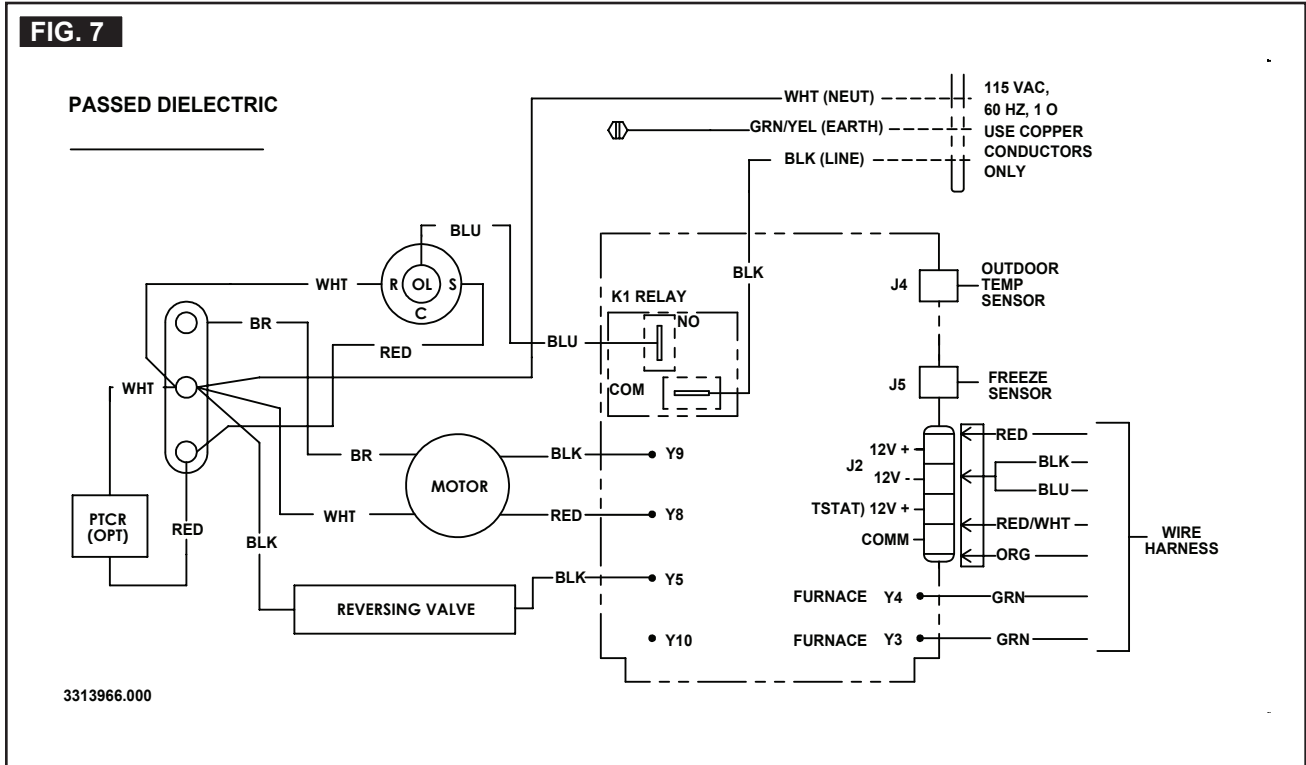 FIG. 7
PASSED DIELECTRIC
WHT (NEUT)
GRN/YEL (EARTH)
BLK (LINE)
115 VAC,
60 HZ, 1 O
USE COPPER
CONDUCTORS
ONLY
BLU
WHT
R
OL
S
C
BR
RED
WHT
BLU
BLK
K1 RELAY
NO
COM
J4
OUTDOOR
TEMP
SENSOR
J5
FREEZE
SENSOR
BR
MOTOR
BLK
Y9
WHT
RED
Y8
PTCR
(OPT)
RED
BLK
REVERSING VALVE
BLK
Y5
Y10
12V +
J2
12V -
TSTAT) 12V +
COMM
RED
BLK
BLU
RED/WHT
ORG
WIRE
HARNESS
FURNACE Y4
GRN
FURNACE Y3
GRN
3313966.000